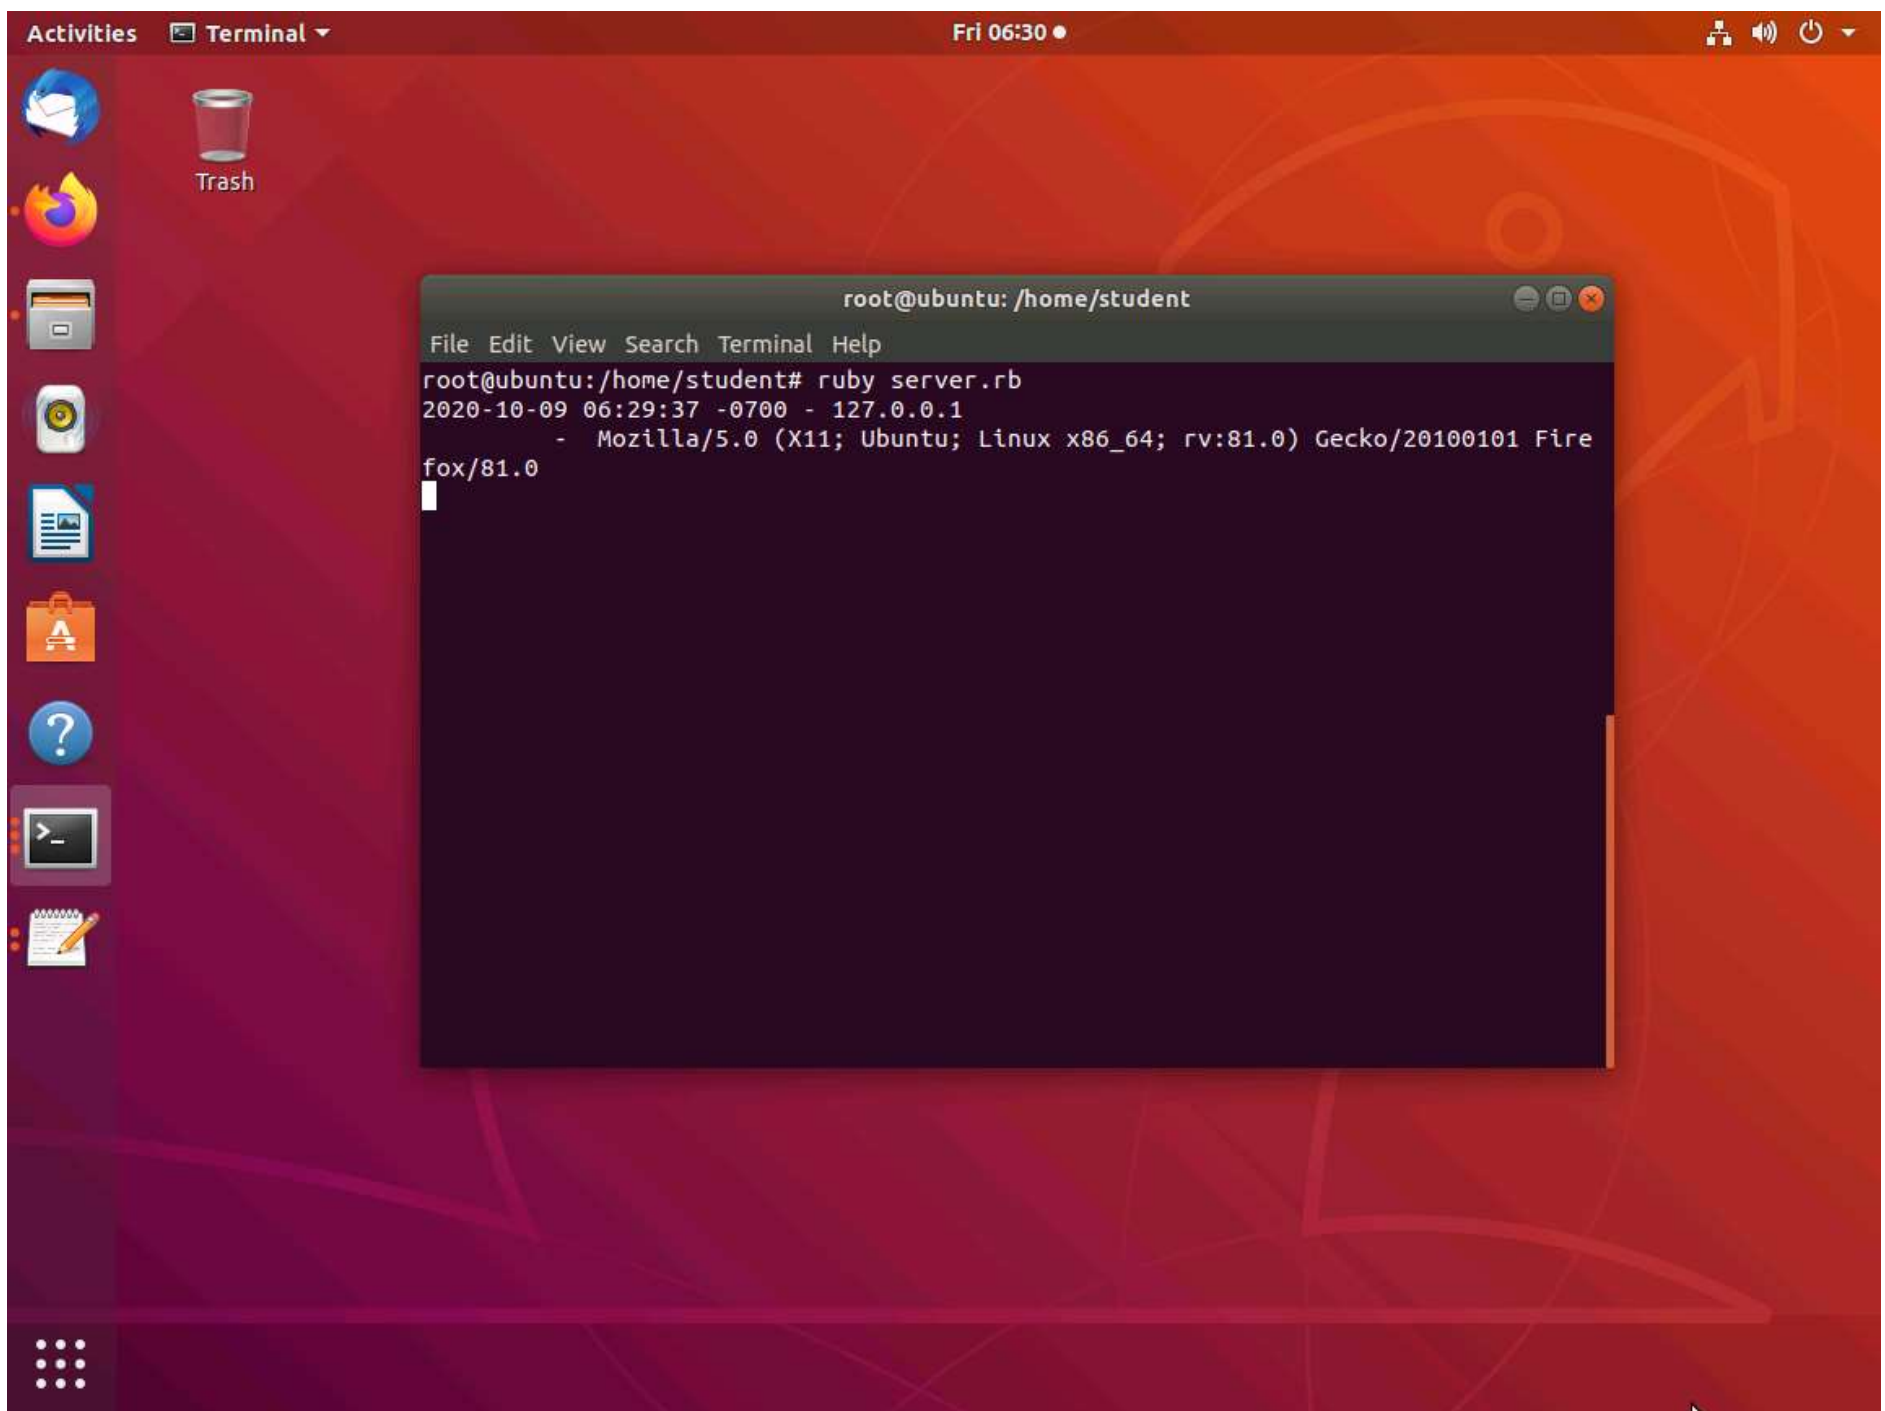 Activities Terminal Fri 06:30
Trash
root@ubuntu: /home/student
File Edit View Search Terminal Help
root@ubuntu:/home/student# ruby server.rb
2020-10-09 06:29:37 -0700 - 127.0.0.1
- Mozilla/5.0 (X11; Ubuntu; Linux x86_64; rv:81.0) Gecko/20100101 Fire
fox/81.0